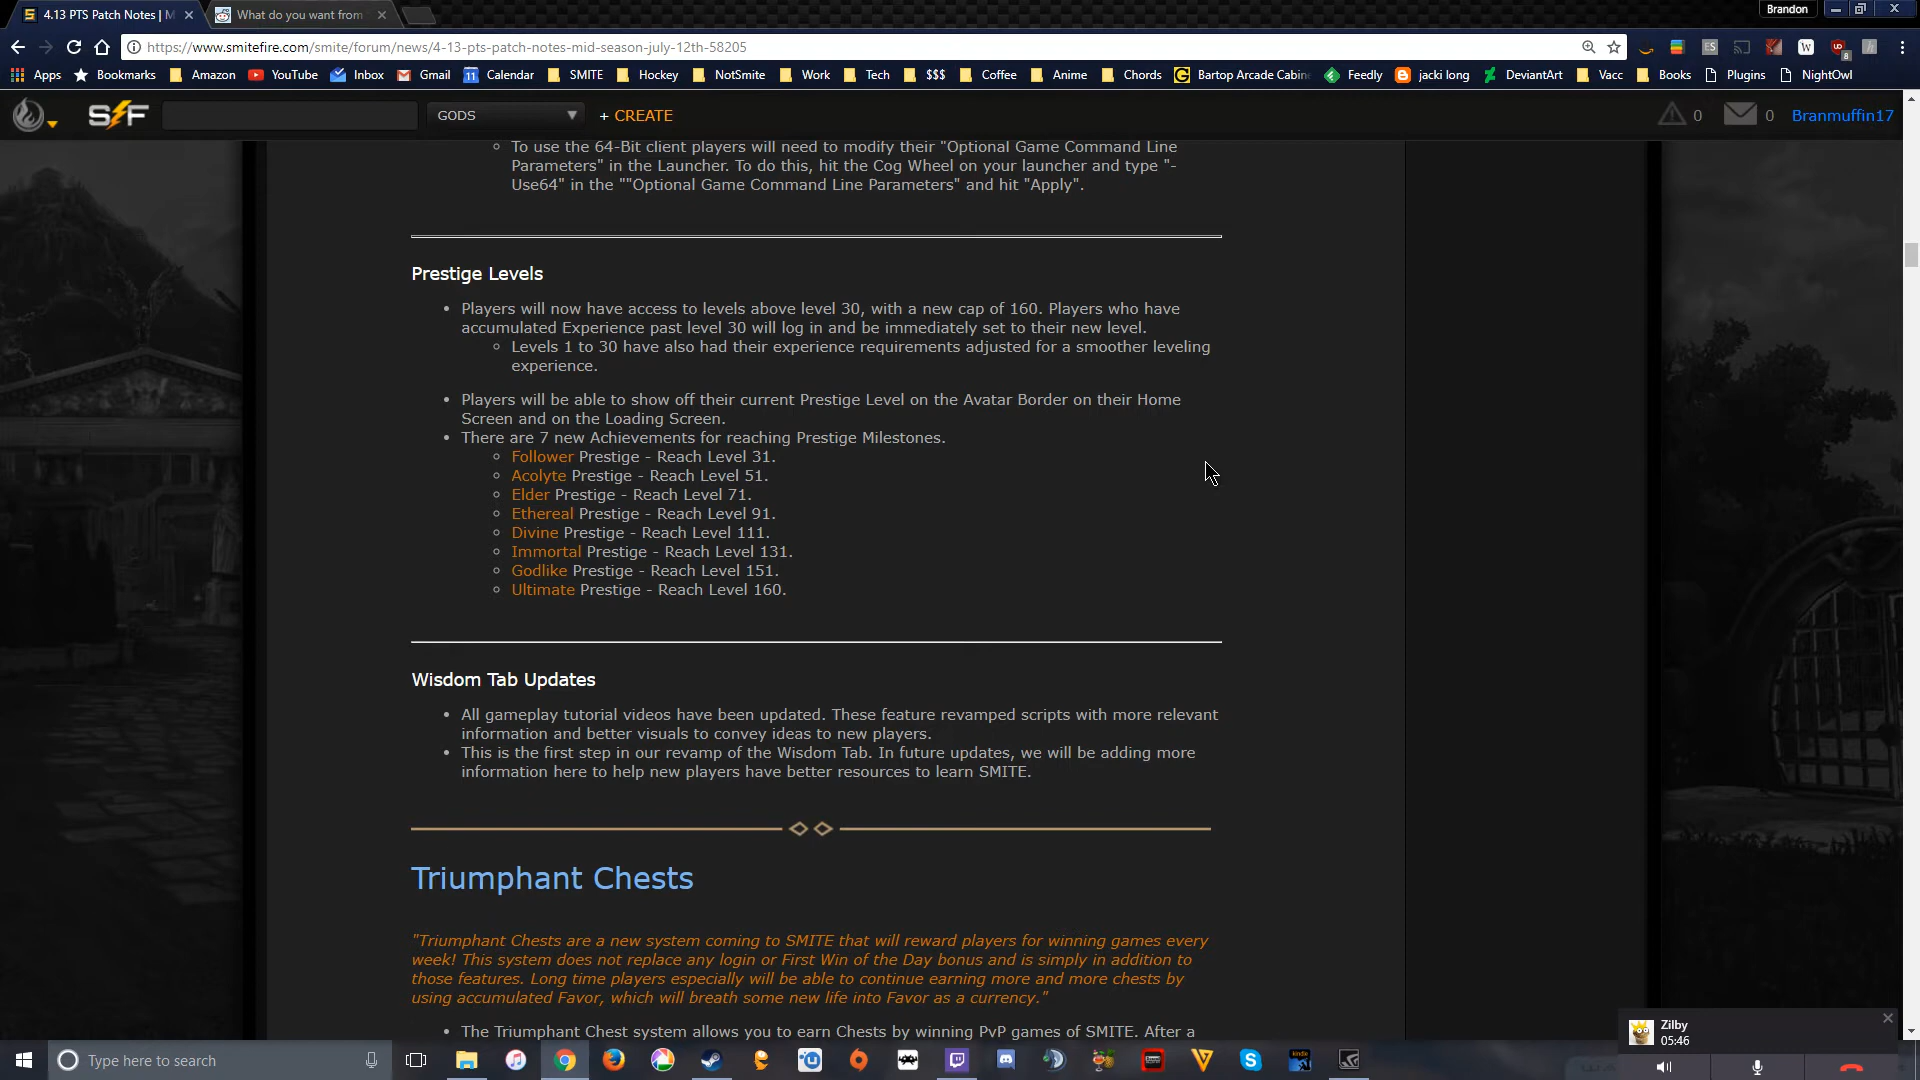 4.13 PTS Patch Notes | M
What do you want from
Brandon
https://www.smitefire.com/smite/forum/news/4-13-pts-patch-notes-mid-season-july-12th-58205
Apps Bookmarks Amazon YouTube Inbox Gmail 11 Calendar SMITE Hockey NotSmite Work Tech $$$ Coffee Anime Chords Bartop Arcade Cabin Feedly jacki long DeviantArt Vacc Books Plugins NightOwl
SF GODS + CREATE 0 0 Branmuffin17
To use the 64-Bit client players will need to modify their "Optional Game Command Line
Parameters" in the Launcher. To do this, hit the Cog Wheel on your launcher and type "-
Use64" in the ""Optional Game Command Line Parameters" and hit "Apply".
Prestige Levels
Players will now have access to levels above level 30, with a new cap of 160. Players who have
accumulated Experience past level 30 will log in and be immediately set to their new level.
Levels 1 to 30 have also had their experience requirements adjusted for a smoother leveling
experience.
Players will be able to show off their current Prestige Level on the Avatar Border on their Home
Screen and on the Loading Screen.
There are 7 new Achievements for reaching Prestige Milestones.
Follower Prestige - Reach Level 31.
Acolyte Prestige - Reach Level 51.
Elder Prestige - Reach Level 71.
Ethereal Prestige - Reach Level 91.
Divine Prestige - Reach Level 111.
Immortal Prestige - Reach Level 131.
Godlike Prestige - Reach Level 151.
Ultimate Prestige - Reach Level 160.
Wisdom Tab Updates
All gameplay tutorial videos have been updated. These feature revamped scripts with more relevant
information and better visuals to convey ideas to new players.
This is the first step in our revamp of the Wisdom Tab. In future updates, we will be adding more
information here to help new players have better resources to learn SMITE.
Triumphant Chests
"Triumphant Chests are a new system coming to SMITE that will reward players for winning games every
week! This system does not replace any login or First Win of the Day bonus and is simply in addition to
those features. Long time players especially will be able to continue earning more and more chests by
using accumulated Favor, which will breath some new life into Favor as a currency."
The Triumphant Chest system allows you to earn Chests by winning PvP games of SMITE. After a
Zilby
05:46
Type here to search